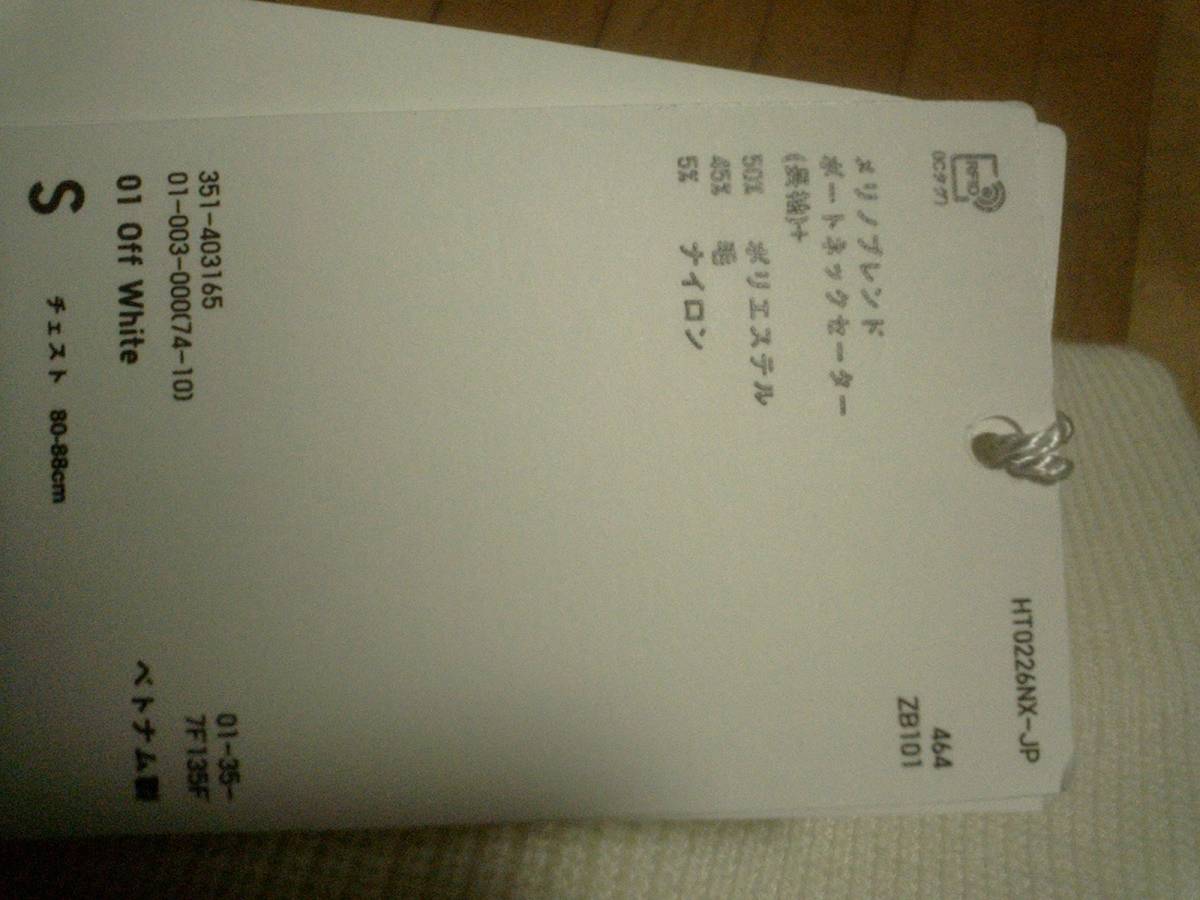 RFID
(ICタグ)
HT0226NX-JP
464
ZB101
メリノブレンド
ボートネックセーター
(長袖)+
50% ポリエステル
45% 毛
5% ナイロン
351-403165
01-003-000(74-10)
01 Off White
S チェスト 80-88cm
01-35-
7F135F
ベトナム製